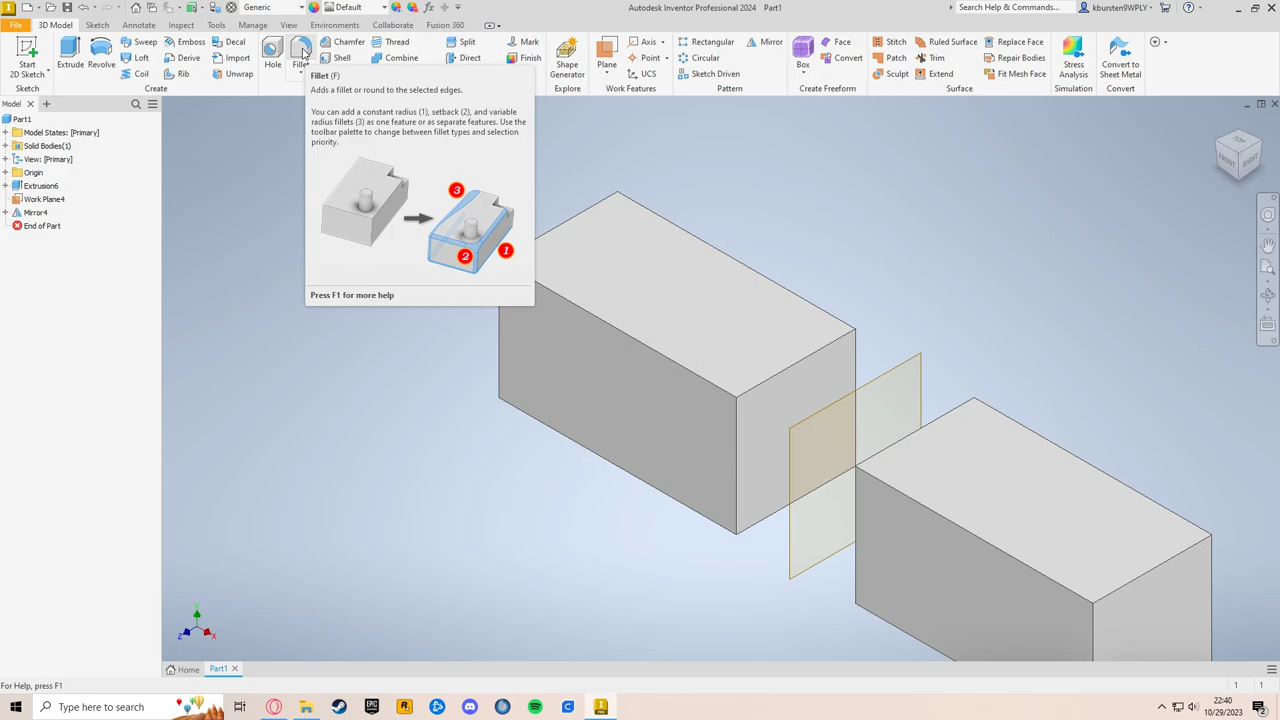 Generic
Default
Autodesk Inventor Professional 2024 Part1
Search Help & Commands...
kbursten9WPLY
File
3D Model
Sketch
Annotate
Inspect
Tools
Manage
View
Environments
Collaborate
Fusion 360
Start
2D Sketch
Extrude
Revolve
Sweep
Loft
Coil
Emboss
Derive
Rib
Decal
Import
Unwrap
Create
Hole
Fillet
Chamfer
Shell
Thread
Combine
Split
Direct
Mark
Finish
Shape
Generator
Explore
Plane
Axis
Point
UCS
Work Features
Rectangular
Circular
Sketch Driven
Mirror
Pattern
Box
Face
Convert
Create Freeform
Stitch
Patch
Sculpt
Ruled Surface
Trim
Extend
Replace Face
Repair Bodies
Fit Mesh Face
Surface
Stress
Analysis
Simulation
Convert to
Sheet Metal
Convert
Fillet (F)
Adds a fillet or round to the selected edges.
You can add a constant radius (1), setback (2), and variable
radius fillets (3) as one feature or as separate features. Use the
toolbar palette to change between fillet types and selection
priority.
3
2
1
Press F1 for more help
Model
Part1
Model States: [Primary]
Solid Bodies(1)
View: [Primary]
Origin
Extrusion6
Work Plane4
Mirror4
End of Part
TOP
FRONT
RIGHT
Y
Z
X
Home
Part1
For Help, press F1
1
1
Type here to search
22:40
10/29/2023
2